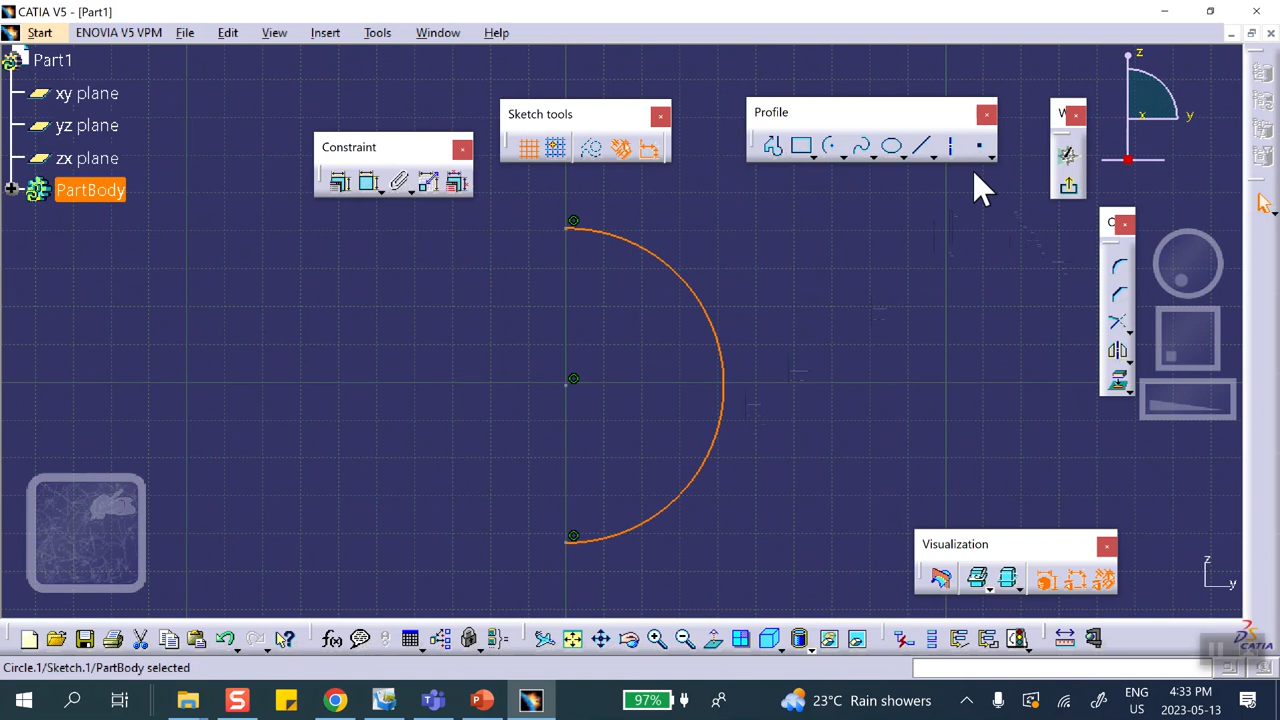 CATIA V5 - [Part1]
Start ENOVIA V5 VPM File Edit View Insert Tools Window Help
Part1
xy plane
yz plane
zx plane
PartBody
Constraint
Sketch tools
Profile
z
x
y
Visualization
z
y
f(x)
CATIA
Circle.1/Sketch.1/PartBody selected
97%
23°C Rain showers
ENG
US
4:33 PM
2023-05-13